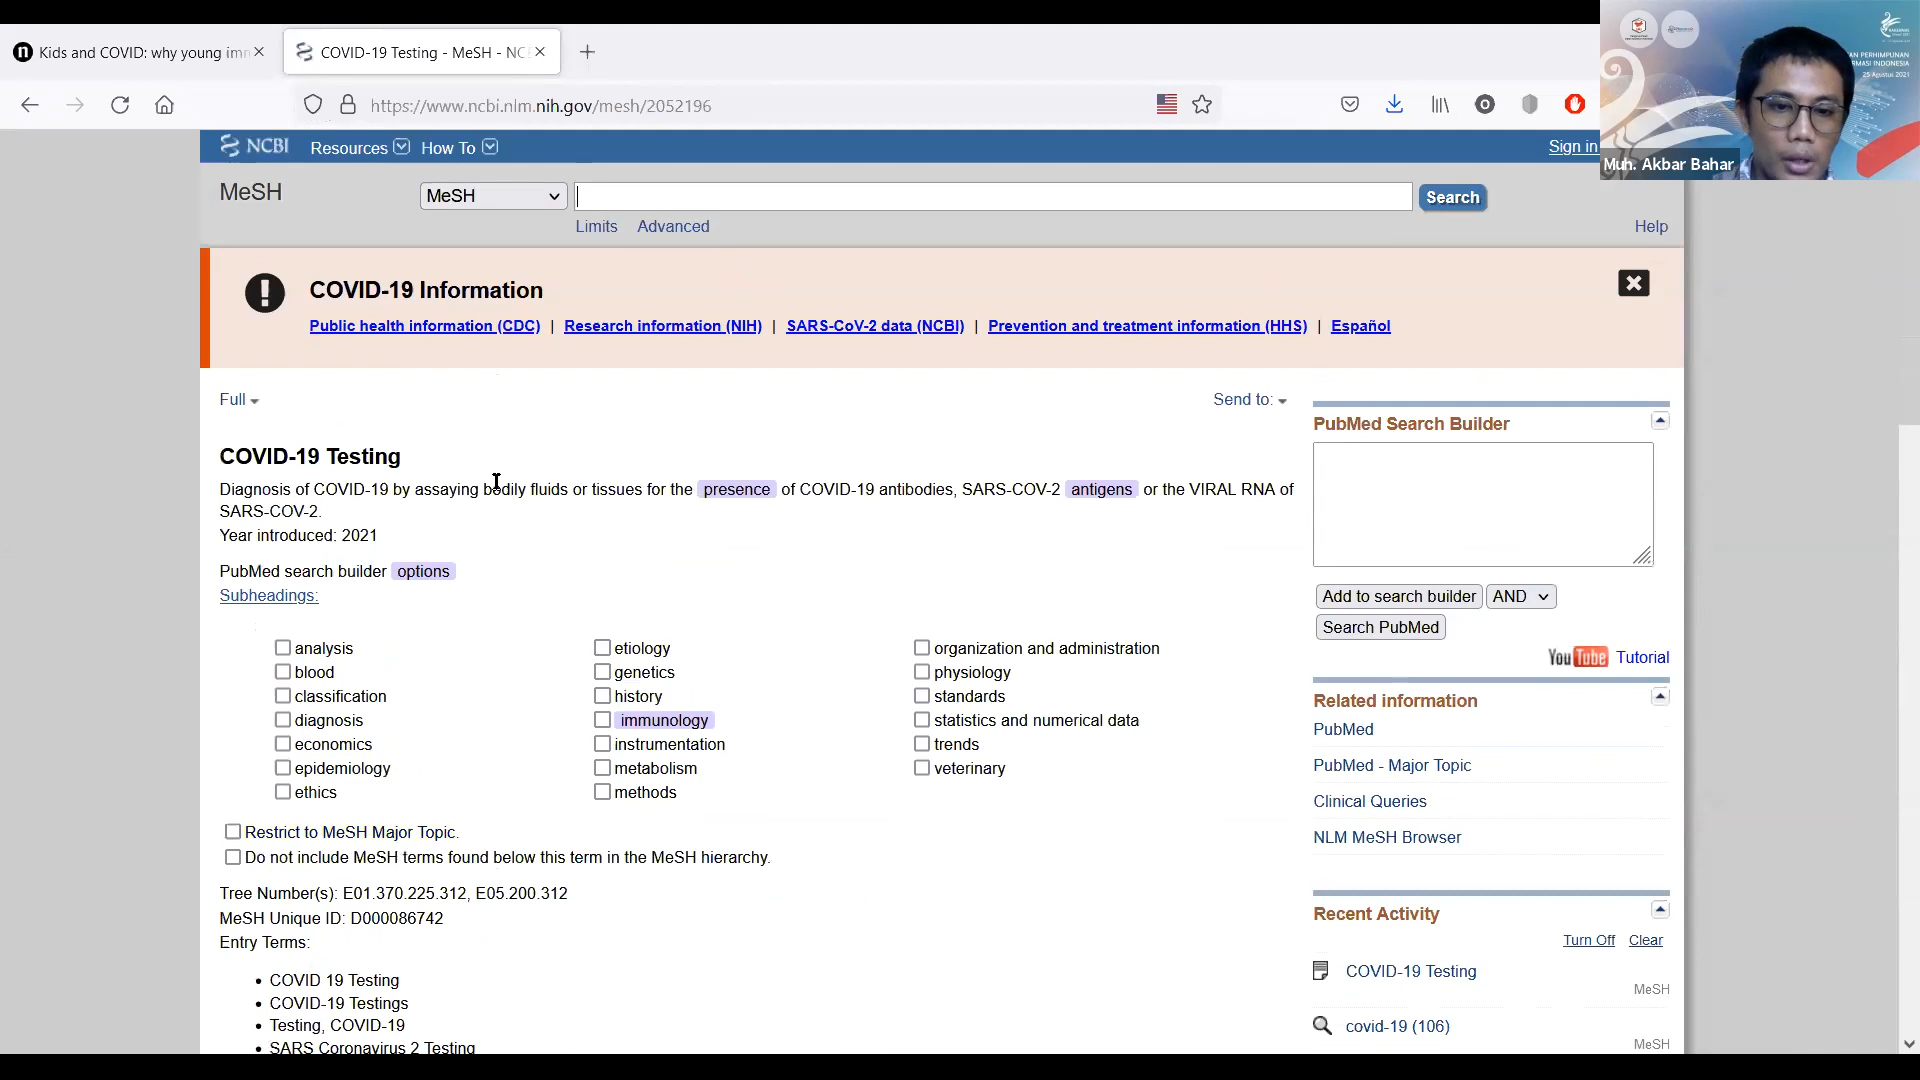 Kids and COVID: why young imm
COVID-19 Testing - MeSH - NCB
https://www.ncbi.nlm.nih.gov/mesh/2052196
AN PERHIMPUNAN
RMASI INDONESIA
25 Agustus 2021
Muh. Akbar Bahar
NCBI Resources How To Sign in
MeSH MeSH Search
Limits Advanced Help
COVID-19 Information
Public health information (CDC) | Research information (NIH) | SARS-CoV-2 data (NCBI) | Prevention and treatment information (HHS) | Español
Full Send to:
COVID-19 Testing
Diagnosis of COVID-19 by assaying bodily fluids or tissues for the presence of COVID-19 antibodies, SARS-COV-2 antigens or the VIRAL RNA of
SARS-COV-2.
Year introduced: 2021
PubMed search builder options
Subheadings:
analysis
blood
classification
diagnosis
economics
epidemiology
ethics
etiology
genetics
history
immunology
instrumentation
metabolism
methods
organization and administration
physiology
standards
statistics and numerical data
trends
veterinary
Restrict to MeSH Major Topic.
Do not include MeSH terms found below this term in the MeSH hierarchy.
Tree Number(s): E01.370.225.312, E05.200.312
MeSH Unique ID: D000086742
Entry Terms:
• COVID 19 Testing
• COVID-19 Testings
• Testing, COVID-19
• SARS Coronavirus 2 Testing
PubMed Search Builder
Add to search builder AND
Search PubMed
YouTube Tutorial
Related information
PubMed
PubMed - Major Topic
Clinical Queries
NLM MeSH Browser
Recent Activity
Turn Off Clear
COVID-19 Testing
MeSH
covid-19 (106)
MeSH